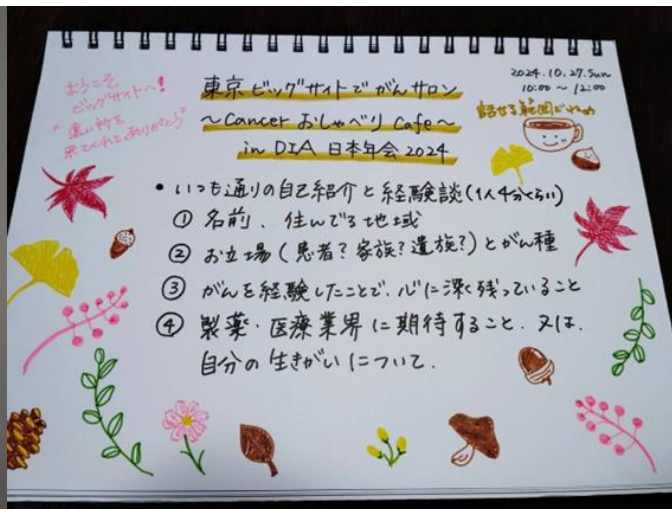 ようこそ
ビッグサイトへ！
遠い所を
来てくれてありがとう
2024.10.27.Sun
10:00〜12:00
東京ビッグサイトでがんサロン
〜Cancer おしゃべり Cafe〜
in DIA 日本年会 2024
話せる範囲でね
• いつも通りの自己紹介と経験談(1人4分くらい)
① 名前、住んでる地域
② お立場(患者？家族？遺族？)とがん種
③ がんを経験したことで、心に深く残っていること
④ 製薬・医療業界に期待すること、又は、
自分の生きがいについて.